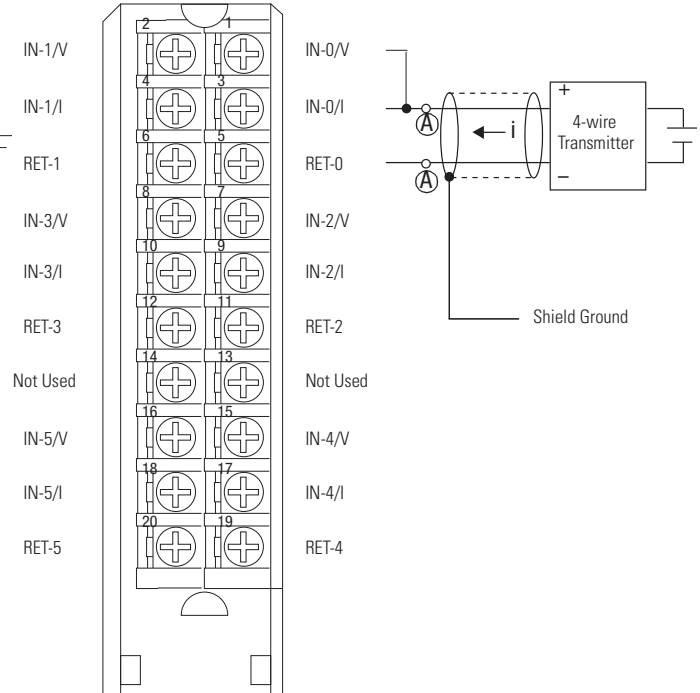 2 1
IN-1/V IN-0/V
4 3
IN-1/I IN-0/I
6 5
RET-1 RET-0
8 7
IN-3/V IN-2/V
10 9
IN-3/I IN-2/I
12 11
RET-3 RET-2
14 13
Not Used Not Used
16 15
IN-5/V IN-4/V
18 17
IN-5/I IN-4/I
20 19
RET-5 RET-4
+
A
i
4-wire
Transmitter
A
–
Shield Ground